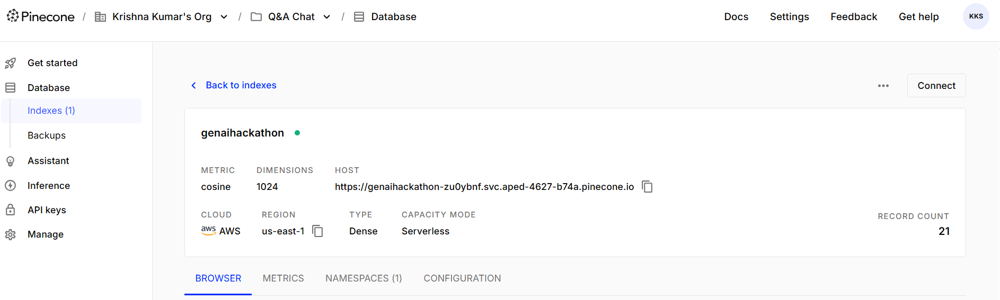 Pinecone / Krishna Kumar's Org / Q&A Chat / Database Docs Settings Feedback Get help KKS
Get started
Database
Indexes (1)
Backups
Assistant
Inference
API keys
Manage
Back to indexes
Connect
genaihackathon
METRIC DIMENSIONS HOST
cosine 1024 https://genaihackathon-zu0ybnf.svc.aped-4627-b74a.pinecone.io
CLOUD REGION TYPE CAPACITY MODE RECORD COUNT
aws AWS us-east-1 Dense Serverless 21
BROWSER METRICS NAMESPACES (1) CONFIGURATION